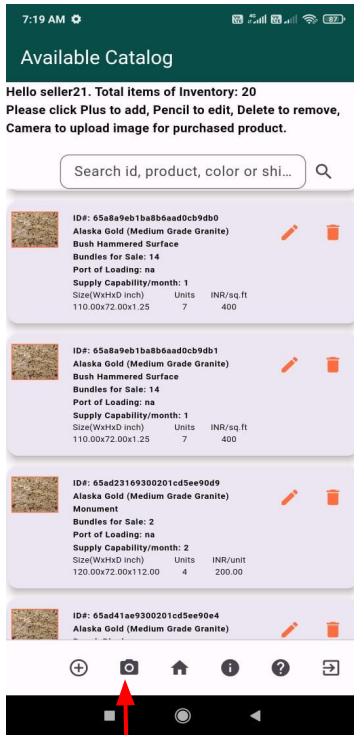 7:19 AM
87
Available Catalog
Hello seller21. Total items of Inventory: 20
Please click Plus to add, Pencil to edit, Delete to remove,
Camera to upload image for purchased product.
Search id, product, color or shi...
ID#: 65a8a9eb1ba8b6aad0cb9db0
Alaska Gold (Medium Grade Granite)
Bush Hammered Surface
Bundles for Sale: 14
Port of Loading: na
Supply Capability/month: 1
Size(WxHxD inch) Units INR/sq.ft
110.00x72.00x1.25 7 400
ID#: 65a8a9eb1ba8b6aad0cb9db1
Alaska Gold (Medium Grade Granite)
Bush Hammered Surface
Bundles for Sale: 14
Port of Loading: na
Supply Capability/month: 1
Size(WxHxD inch) Units INR/sq.ft
110.00x72.00x1.25 7 400
ID#: 65ad23169300201cd5ee90d9
Alaska Gold (Medium Grade Granite)
Monument
Bundles for Sale: 2
Port of Loading: na
Supply Capability/month: 2
Size(WxHxD inch) Units INR/unit
120.00x72.00x112.00 4 200.00
ID#: 65ad41ae9300201cd5ee90e4
Alaska Gold (Medium Grade Granite)